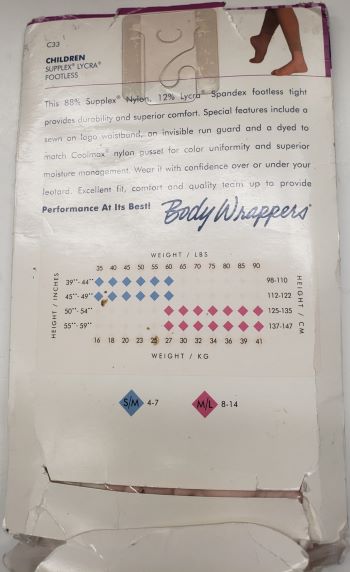 C33
CHILDREN
SUPPLEX® LYCRA®
FOOTLESS
This 88% Supplex® Nylon, 12% Lycra® Spandex footless tight
provides durability and superior comfort. Special features include a
sewn on logo waistband, an invisible run guard and a dyed to
match Coolmax® nylon gusset for color uniformity and superior
moisture management. Wear it with confidence over or under your
leotard. Excellent fit, comfort and quality team up to provide
Performance At Its Best! Body Wrappers®
WEIGHT / LBS
35 40 45 50 55 60 65 70 75 80 85 90
HEIGHT / INCHES
HEIGHT / CM
39"-44" 98-110
45"-49" 112-122
50"-54" 125-135
55"-59" 137-147
16 18 20 23 25 27 30 32 34 36 39 41
WEIGHT / KG
S/M 4-7 M/L 8-14